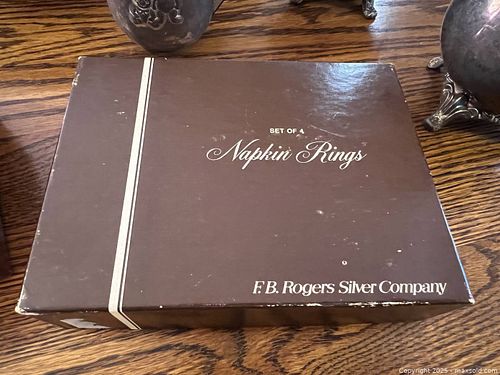 SET OF 4
Napkin Rings
F.B. Rogers Silver Company
Copyright 2025 - maxsold.com